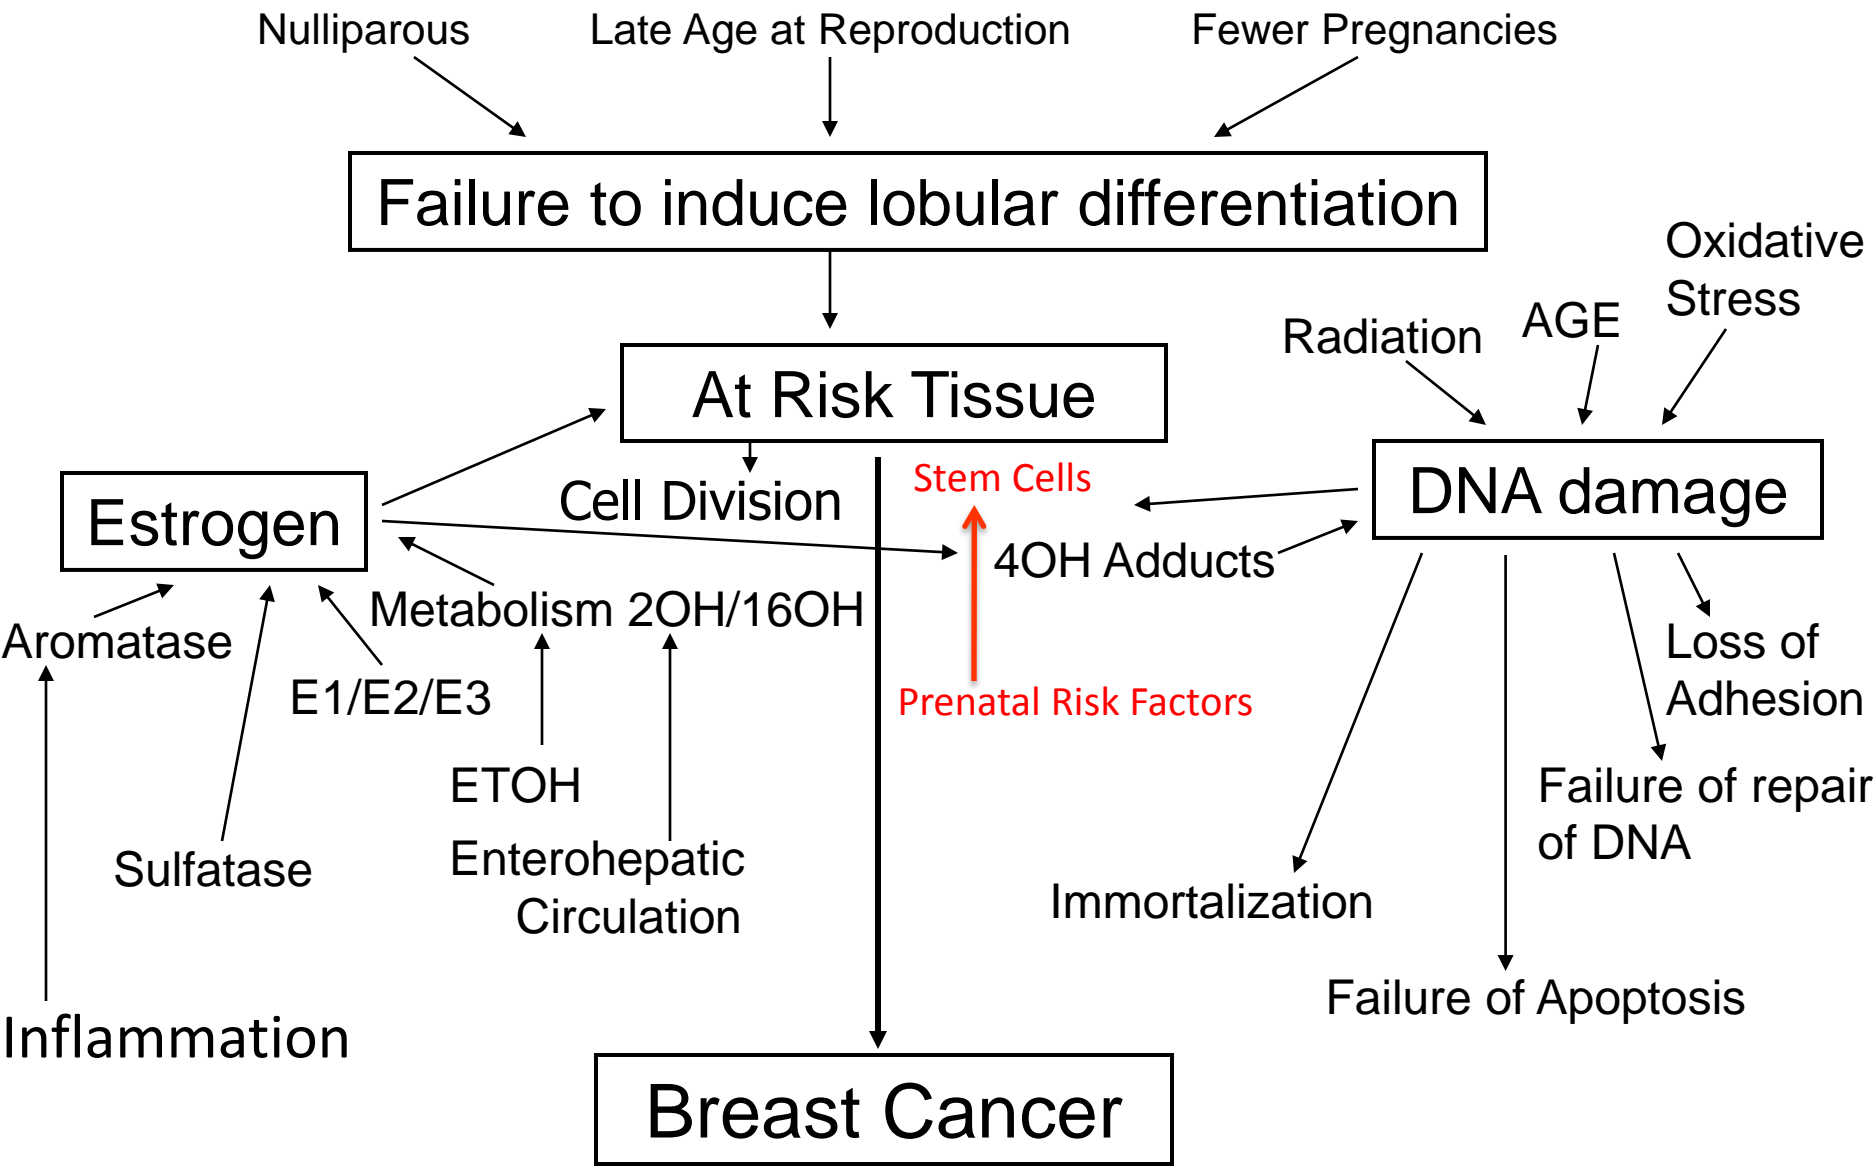 Nulliparous
Late Age at Reproduction
Fewer Pregnancies
Failure to induce lobular differentiation
Oxidative
Stress
AGE
Radiation
At Risk Tissue
Stem Cells
Cell Division
DNA damage
Estrogen
4OH Adducts
Metabolism 2OH/16OH
Aromatase
E1/E2/E3
Prenatal Risk Factors
Loss of
Adhesion
ETOH
Failure of repair
of DNA
Sulfatase
Enterohepatic
Circulation
Immortalization
Failure of Apoptosis
Inflammation
Breast Cancer